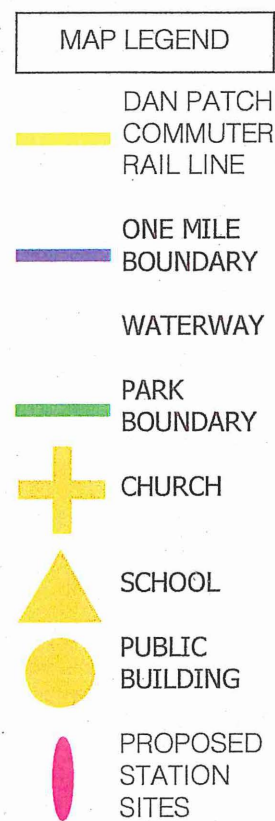 MAP LEGEND
DAN PATCH
COMMUTER
RAIL LINE
ONE MILE
BOUNDARY
WATERWAY
PARK
BOUNDARY
CHURCH
SCHOOL
PUBLIC
BUILDING
PROPOSED
STATION
SITES